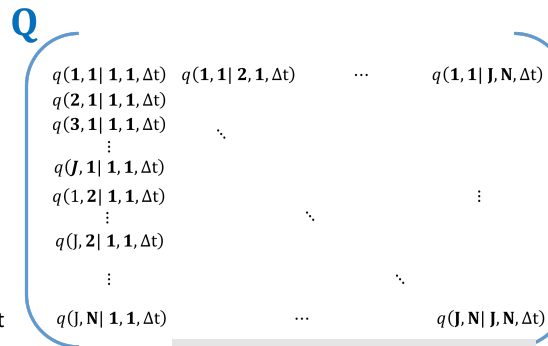 Q
q(1, 1| 1, 1, Δt) q(1, 1| 2, 1, Δt) ⋯ q(1, 1| J, N, Δt)
q(2, 1| 1, 1, Δt)
q(3, 1| 1, 1, Δt) ⋱
⋮
q(J, 1| 1, 1, Δt)
q(1, 2| 1, 1, Δt) ⋮
⋮ ⋱
q(J, 2| 1, 1, Δt)
⋮ ⋱
t q(J, N| 1, 1, Δt) ⋯ q(J, N| J, N, Δt)